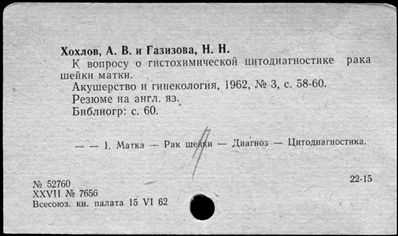 Хохлов, А. В. и Газизова, Н. Н.
К вопросу о гистохимической цитодиагностике рака
шейки матки.
Акушерство и гинекология, 1962, № 3, с. 58-60.
Резюме на англ. яз.
Библиогр: с. 60.
— — 1. Матка — Рак шейки — Диагноз — Цитодиагностика.
№ 52760
XXVII № 7656
Всесоюз. кн. палата 15 VI 62
22-15